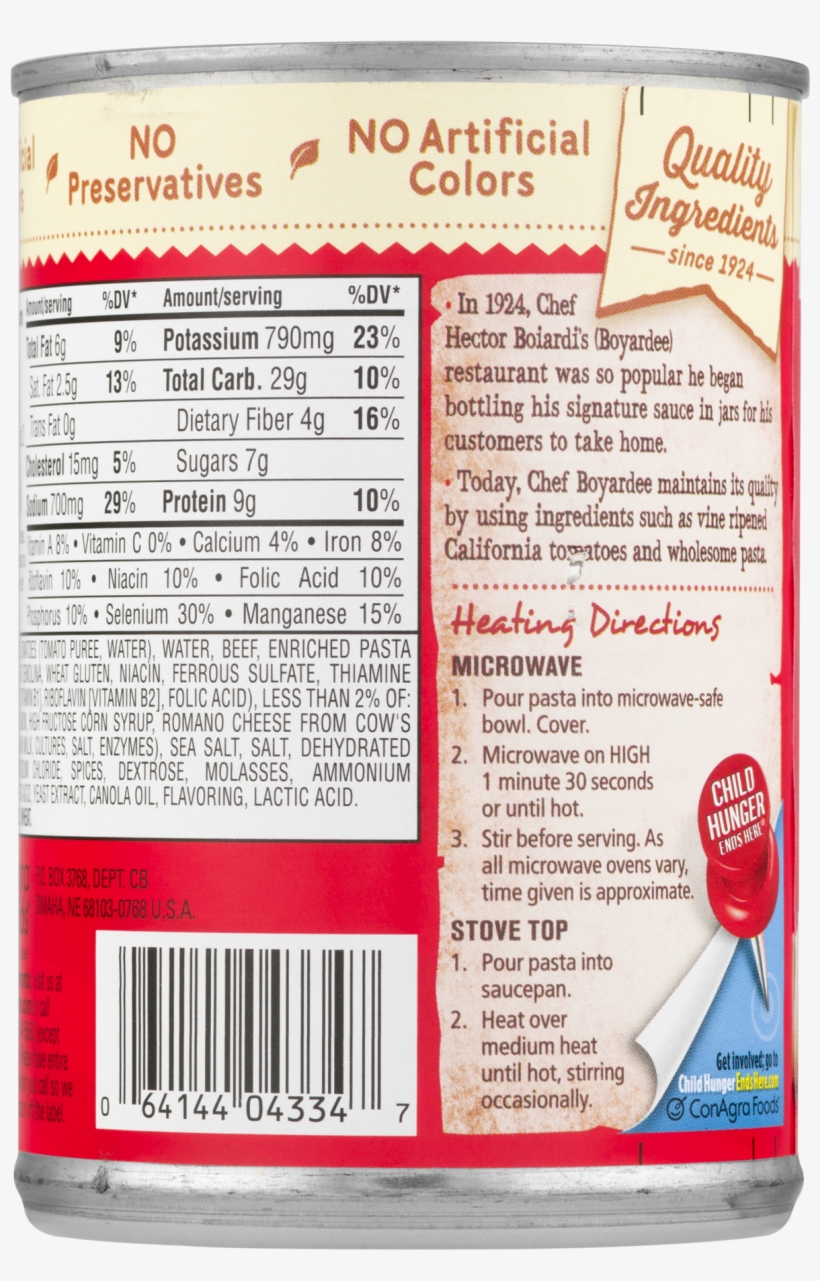 NO
Preservatives
NO Artificial
Colors
Quality
Ingredients
since 1924
Amount/serving %DV* Amount/serving %DV*
Total Fat 6g 9% Potassium 790mg 23%
Sat. Fat 2.5g 13% Total Carb. 29g 10%
Trans Fat 0g Dietary Fiber 4g 16%
Cholesterol 15mg 5% Sugars 7g
Sodium 700mg 29% Protein 9g 10%
Vitamin A 8% • Vitamin C 0% • Calcium 4% • Iron 8%
Riboflavin 10% • Niacin 10% • Folic Acid 10%
Phosphorus 10% • Selenium 30% • Manganese 15%
(TOMATO PUREE, WATER), WATER, BEEF, ENRICHED PASTA
WHEAT GLUTEN, NIACIN, FERROUS SULFATE, THIAMINE
RIBOFLAVIN [VITAMIN B2], FOLIC ACID), LESS THAN 2% OF:
HIGH FRUCTOSE CORN SYRUP, ROMANO CHEESE FROM COW'S
CULTURES, SALT, ENZYMES), SEA SALT, SALT, DEHYDRATED
CHLORIDE, SPICES, DEXTROSE, MOLASSES, AMMONIUM
YEAST EXTRACT, CANOLA OIL, FLAVORING, LACTIC ACID.
P.O. BOX 3768, DEPT. CB
OMAHA, NE 68103-0768 U.S.A.
visit us at
call
except
entire
call so we
the label.
0 64144 04334 7
• In 1924, Chef
Hector Boiardi's (Boyardee)
restaurant was so popular he began
bottling his signature sauce in jars for his
customers to take home.
• Today, Chef Boyardee maintains its quality
by using ingredients such as vine ripened
California tomatoes and wholesome pasta.
Heating Directions
MICROWAVE
1. Pour pasta into microwave-safe
bowl. Cover.
2. Microwave on HIGH
1 minute 30 seconds
or until hot.
3. Stir before serving. As
all microwave ovens vary,
time given is approximate.
STOVE TOP
1. Pour pasta into
saucepan.
2. Heat over
medium heat
until hot, stirring
occasionally.
CHILD
HUNGER
ENDS HERE®
Get involved; go to
ChildHungerEndsHere.com
ConAgra Foods®